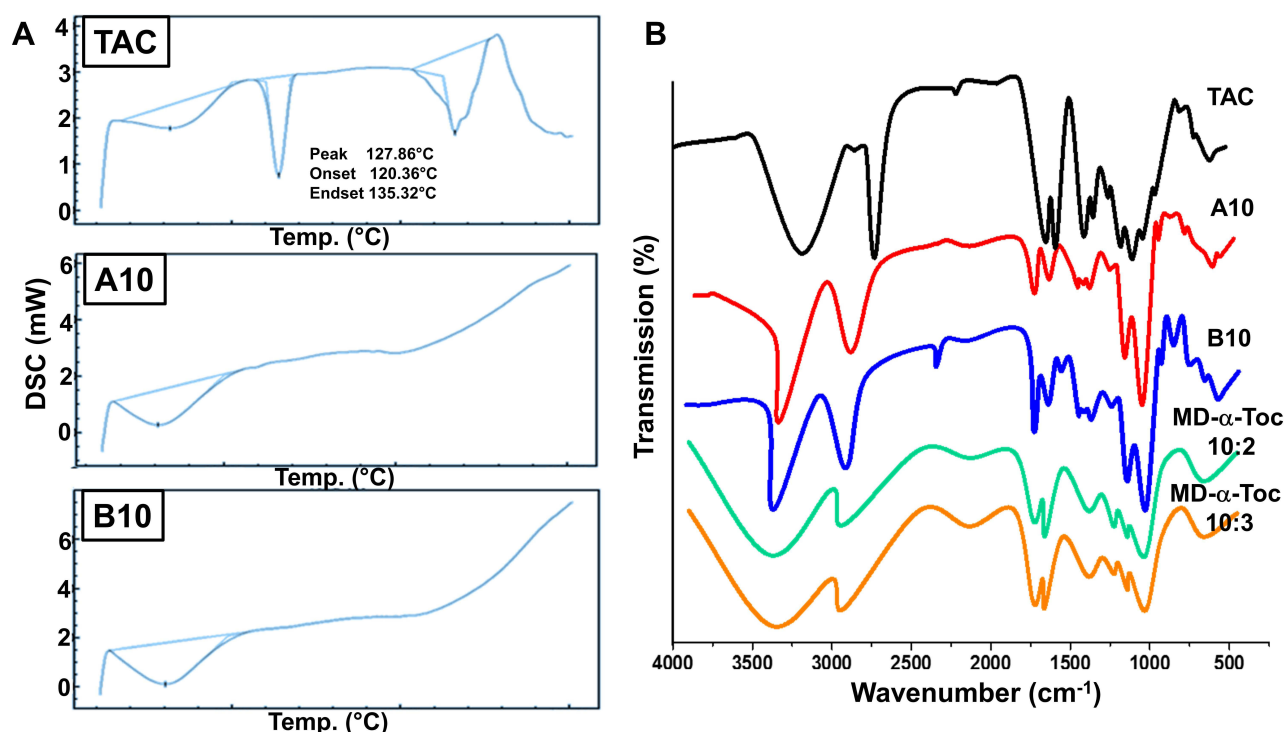 A
TAC
4
3
2
1
0
Peak 127.86°C
Onset 120.36°C
Endset 135.32°C
Temp. (°C)
DSC (mW)
A10
6
4
2
0
Temp. (°C)
B10
6
4
2
0
Temp. (°C)
B
Transmission (%)
TAC
A10
B10
MD-α-Toc
10:2
MD-α-Toc
10:3
4000 3500 3000 2500 2000 1500 1000 500
Wavenumber (cm-1)